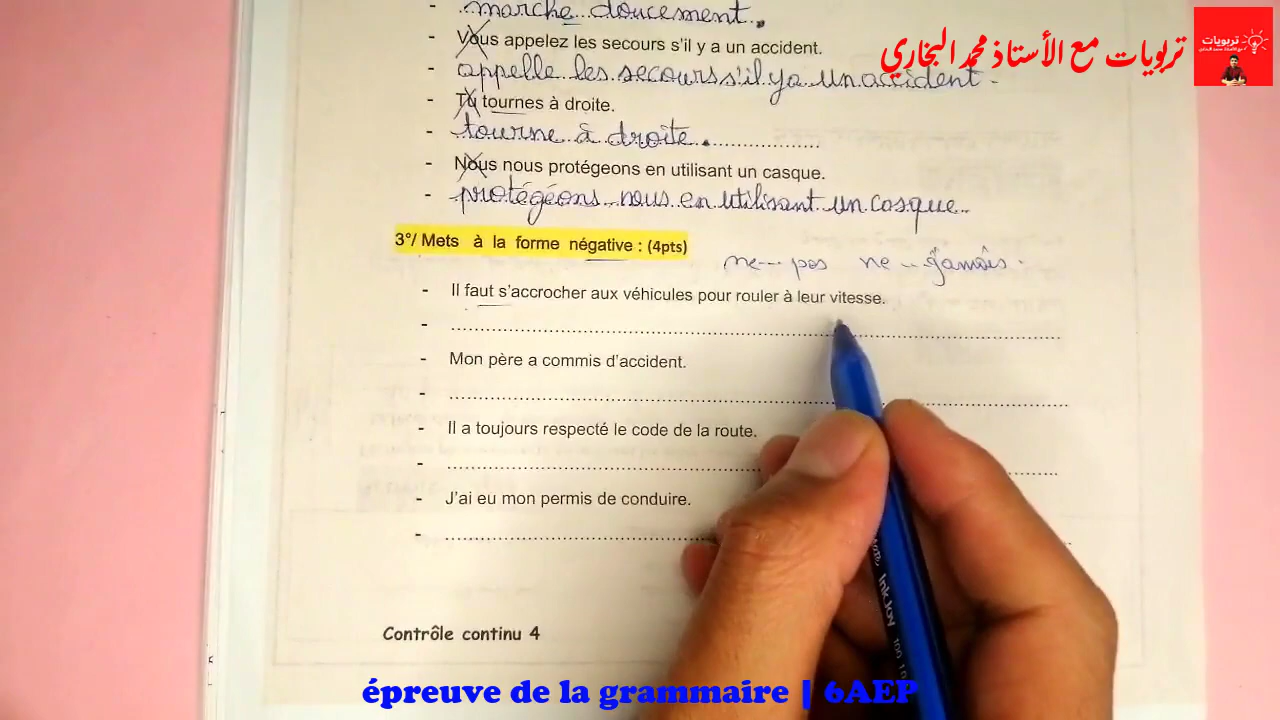 - marche doucement.
- Vous appelez les secours s'il y a un accident.
- appelle les secours s'il y a un accident -
- Tu tournes à droite.
- tourne à droite.
- Nous nous protégeons en utilisant un casque.
- protégéons nous en utilisant un casque.
3°/ Mets à la forme négative : (4pts)
ne --- pas ne -- jamais.
- Il faut s'accrocher aux véhicules pour rouler à leur vitesse.
- Mon père a commis d'accident.
- Il a toujours respecté le code de la route.
- J'ai eu mon permis de conduire.
Contrôle continu 4
تربويات مع الأستاذ محمد البخاري
تربويات
InkJoy
épreuve de la grammaire | 6AEP